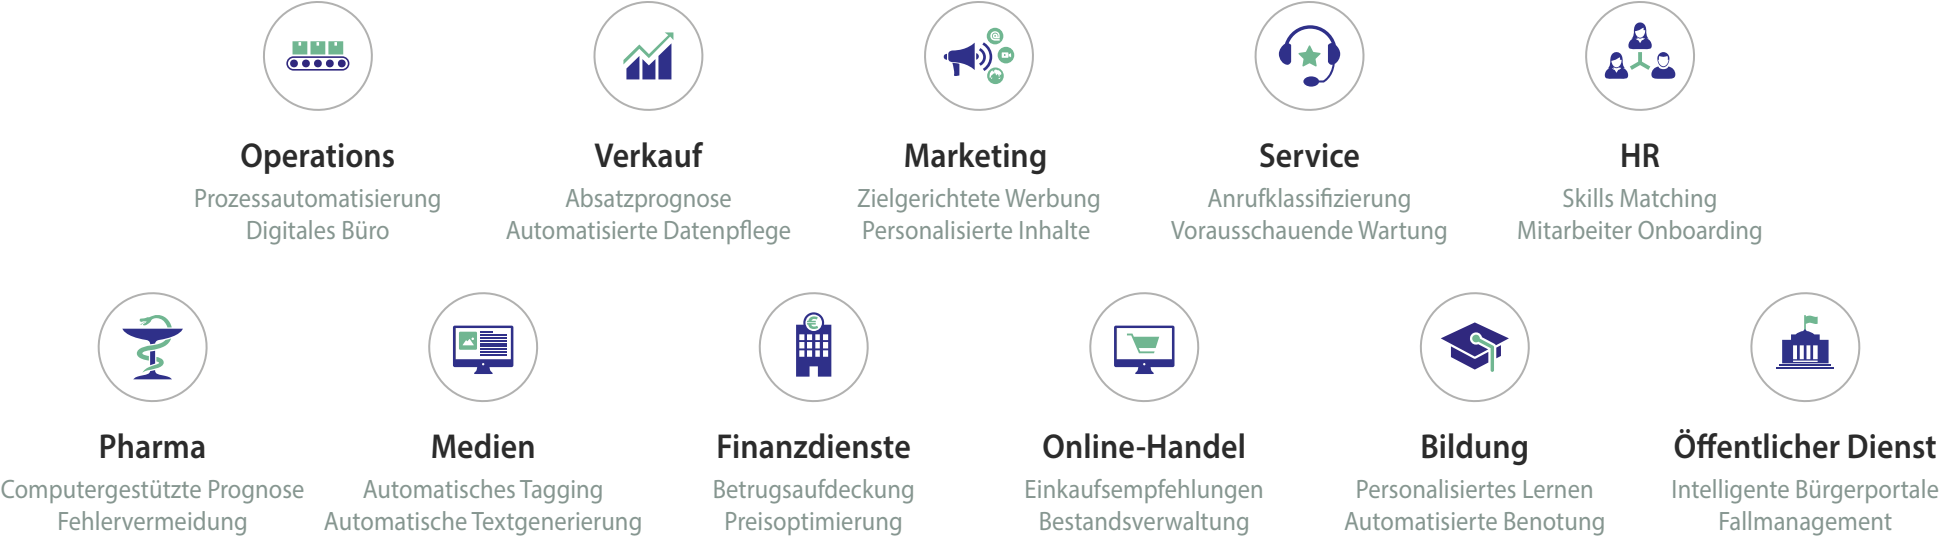 Operations
Prozessautomatisierung
Digitales Büro
Verkauf
Absatzprognose
Automatisierte Datenpflege
Marketing
Zielgerichtete Werbung
Personalisierte Inhalte
Service
Anrufklassifizierung
Vorausschauende Wartung
HR
Skills Matching
Mitarbeiter Onboarding
Pharma
Computergestützte Prognose
Fehlervermeidung
Medien
Automatisches Tagging
Automatische Textgenerierung
Finanzdienste
Betrugsaufdeckung
Preisoptimierung
Online-Handel
Einkaufsempfehlungen
Bestandsverwaltung
Bildung
Personalisiertes Lernen
Automatisierte Benotung
Öffentlicher Dienst
Intelligente Bürgerportale
Fallmanagement